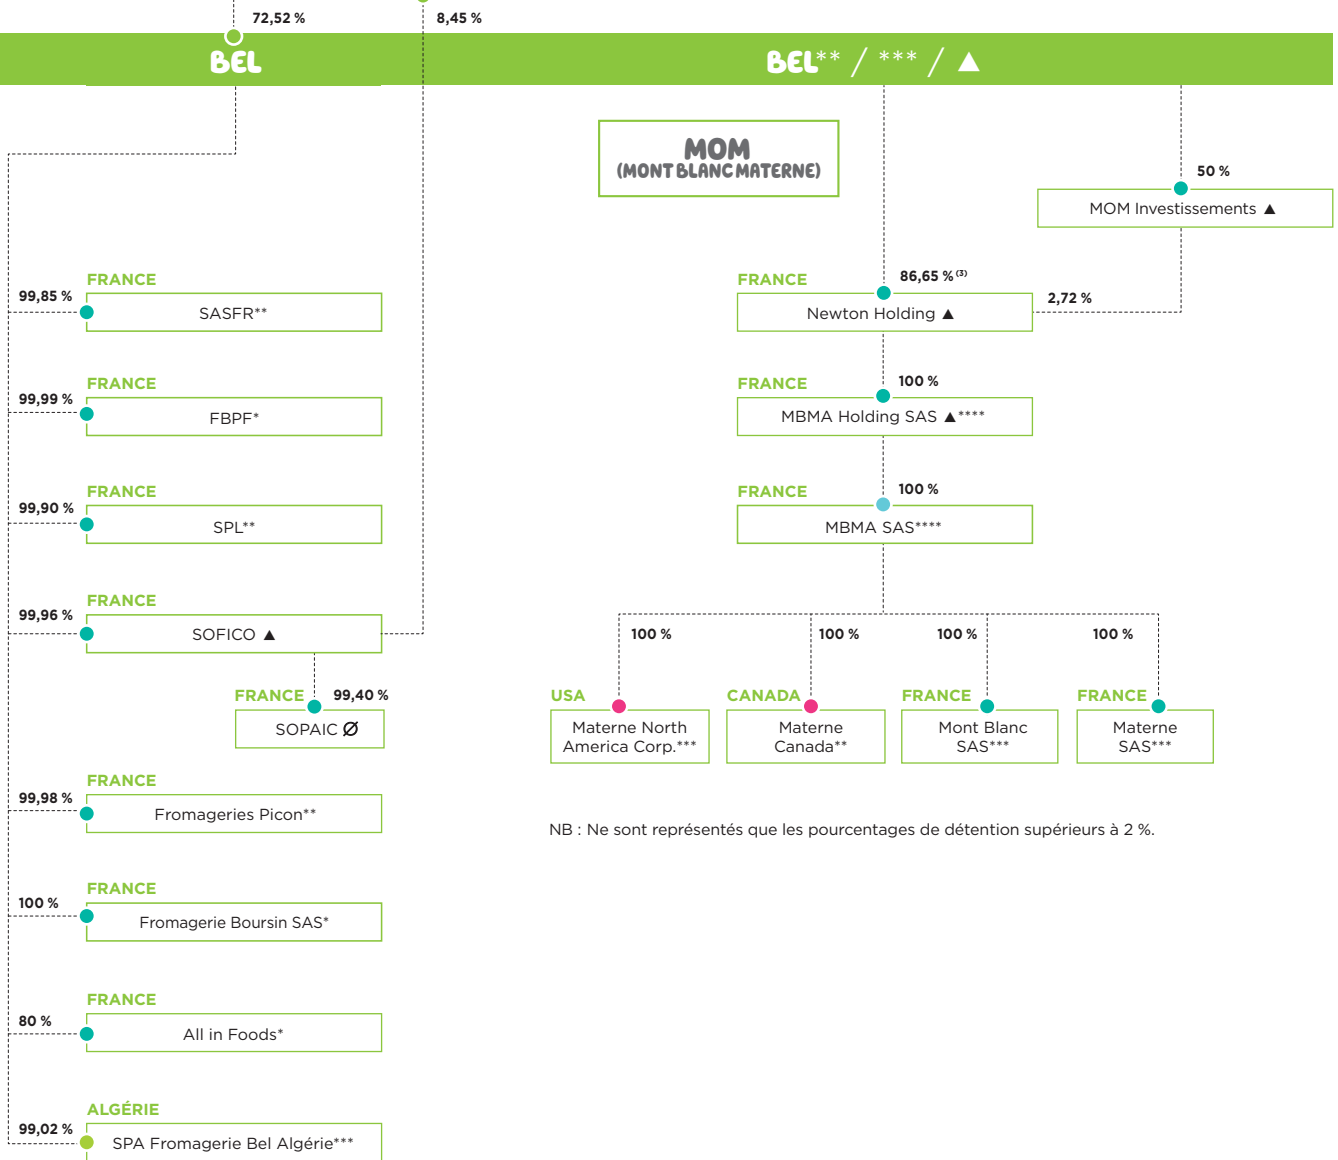 72,52 %
8,45 %
BEL
BEL** / *** / ▲
MOM
(MONT BLANC MATERNE)
50 %
MOM Investissements ▲
FRANCE
99,85 %
SASFR**
FRANCE
86,65 %(3)
Newton Holding ▲
2,72 %
FRANCE
99,99 %
FBPF*
FRANCE
100 %
MBMA Holding SAS ▲****
FRANCE
99,90 %
SPL**
FRANCE
100 %
MBMA SAS****
FRANCE
99,96 %
SOFICO ▲
FRANCE
99,40 %
SOPAIC Ø
100 %
100 %
100 %
100 %
USA
Materne North
America Corp.***
CANADA
Materne
Canada**
FRANCE
Mont Blanc
SAS***
FRANCE
Materne
SAS***
FRANCE
99,98 %
Fromageries Picon**
NB : Ne sont représentés que les pourcentages de détention supérieurs à 2 %.
FRANCE
100 %
Fromagerie Boursin SAS*
FRANCE
80 %
All in Foods*
ALGÉRIE
99,02 %
SPA Fromagerie Bel Algérie***